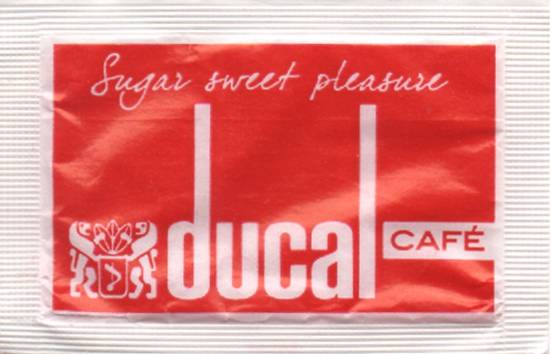 Sugar sweet pleasure
ducal
CAFÉ